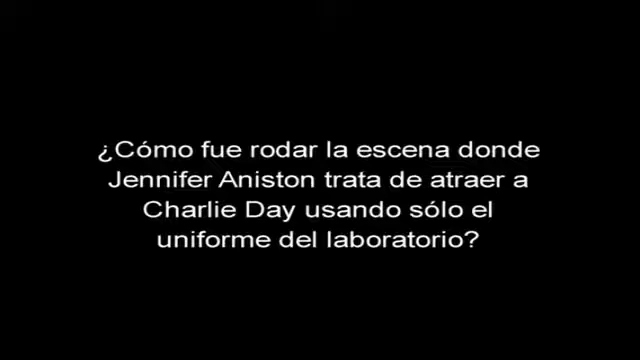 ¿Cómo fue rodar la escena donde
Jennifer Aniston trata de atraer a
Charlie Day usando sólo el
uniforme del laboratorio?